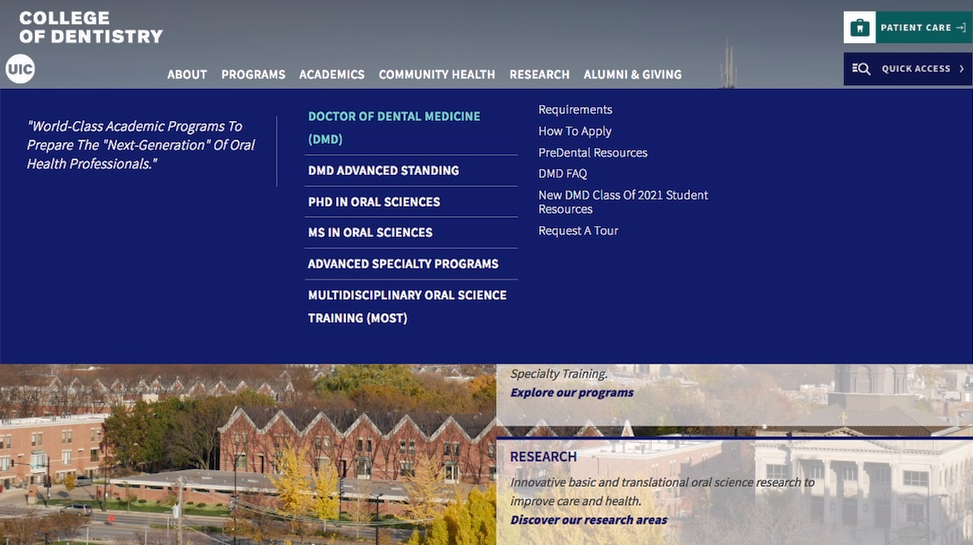 COLLEGE
OF DENTISTRY
UIC
PATIENT CARE
QUICK ACCESS
ABOUT PROGRAMS ACADEMICS COMMUNITY HEALTH RESEARCH ALUMNI & GIVING
"World-Class Academic Programs To
Prepare The "Next-Generation" Of Oral
Health Professionals."
DOCTOR OF DENTAL MEDICINE
(DMD)
DMD ADVANCED STANDING
PHD IN ORAL SCIENCES
MS IN ORAL SCIENCES
ADVANCED SPECIALTY PROGRAMS
MULTIDISCIPLINARY ORAL SCIENCE
TRAINING (MOST)
Requirements
How To Apply
PreDental Resources
DMD FAQ
New DMD Class Of 2021 Student
Resources
Request A Tour
Specialty Training.
Explore our programs
RESEARCH
Innovative basic and translational oral science research to
improve care and health.
Discover our research areas